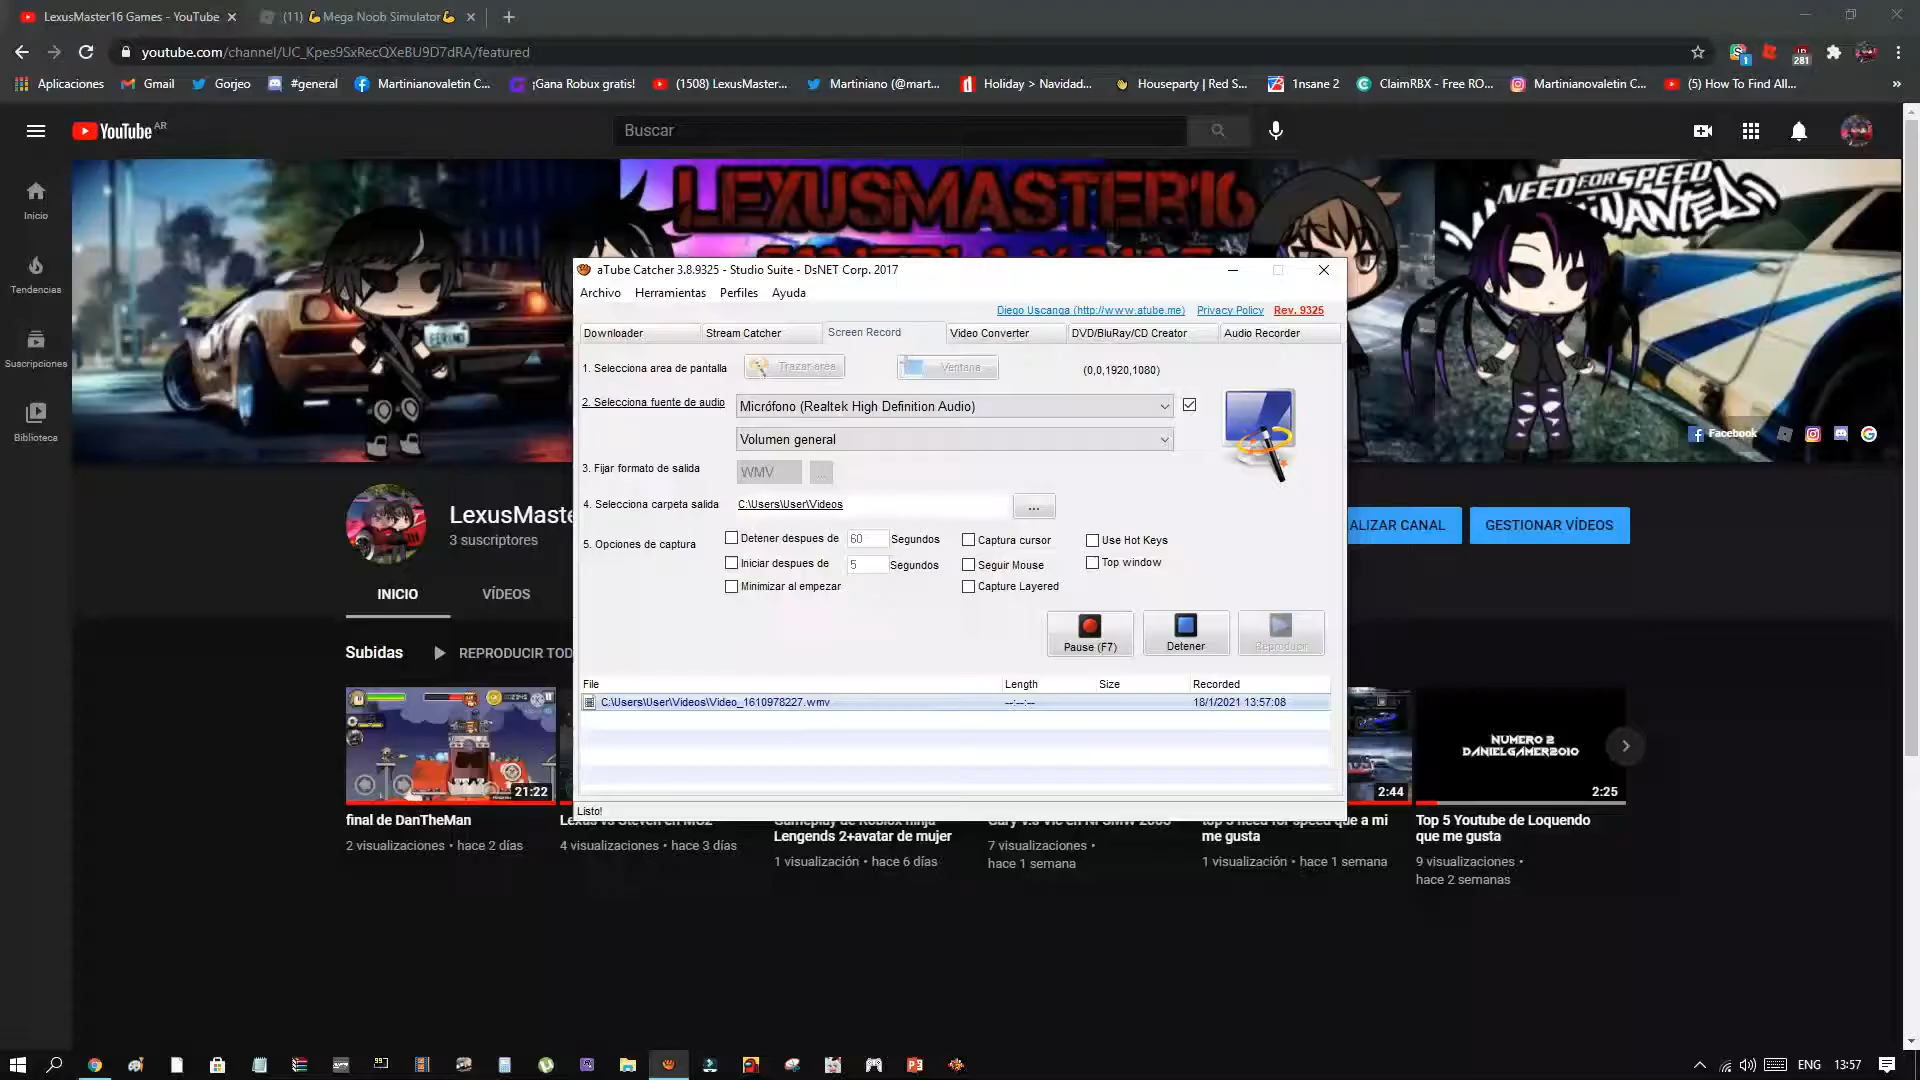 LexusMaster16 Games - YouTube
(11) 💪Mega Noob Simulator💪
youtube.com/channel/UC_Kpes9SxRecQXeBU9D7dRA/featured
281
Aplicaciones
Gmail
Gorjeo
#general
Martinianovaletin C...
¡Gana Robux gratis!
(1508) LexusMaster...
Martiniano (@mart...
Holiday > Navidad...
Houseparty | Red S...
1nsane 2
ClaimRBX - Free RO...
Martinianovaletin C...
(5) How To Find All...
»
YouTube AR
Buscar
Inicio
Tendencias
Suscripciones
Biblioteca
LEXUSMASTER16
NEED FOR SPEED
WANTED
Facebook
aTube Catcher 3.8.9325 - Studio Suite - DsNET Corp. 2017
Archivo
Herramientas
Perfiles
Ayuda
Diego Uscanga (http://www.atube.me)
Privacy Policy
Rev. 9325
Downloader
Stream Catcher
Screen Record
Video Converter
DVD/BluRay/CD Creator
Audio Recorder
1. Selecciona area de pantalla
Trazar area
Ventana
(0,0,1920,1080)
2. Selecciona fuente de audio
Micrófono (Realtek High Definition Audio)
Volumen general
3. Fijar formato de salida
WMV
...
4. Selecciona carpeta salida
C:\Users\User\Videos
...
5. Opciones de captura
Detener despues de
60
Segundos
Captura cursor
Use Hot Keys
Iniciar despues de
5
Segundos
Seguir Mouse
Top window
Minimizar al empezar
Capture Layered
Pause (F7)
Detener
Reproducir
File
Length
Size
Recorded
C:\Users\User\Videos\Video_1610978227.wmv
--:--:--
18/1/2021 13:57:08
Listo!
LexusMaste
3 suscriptores
ALIZAR CANAL
GESTIONAR VÍDEOS
INICIO
VÍDEOS
Subidas
REPRODUCIR TOD
21:22
2:44
NUMERO 2
DANIELGAMER2010
2:25
final de DanTheMan
2 visualizaciones • hace 2 días
4 visualizaciones • hace 3 días
Lengends 2+avatar de mujer
1 visualización • hace 6 días
7 visualizaciones •
hace 1 semana
top 5 need for speed que a mi
me gusta
1 visualización • hace 1 semana
Top 5 Youtube de Loquendo
que me gusta
9 visualizaciones •
hace 2 semanas
ENG
13:57